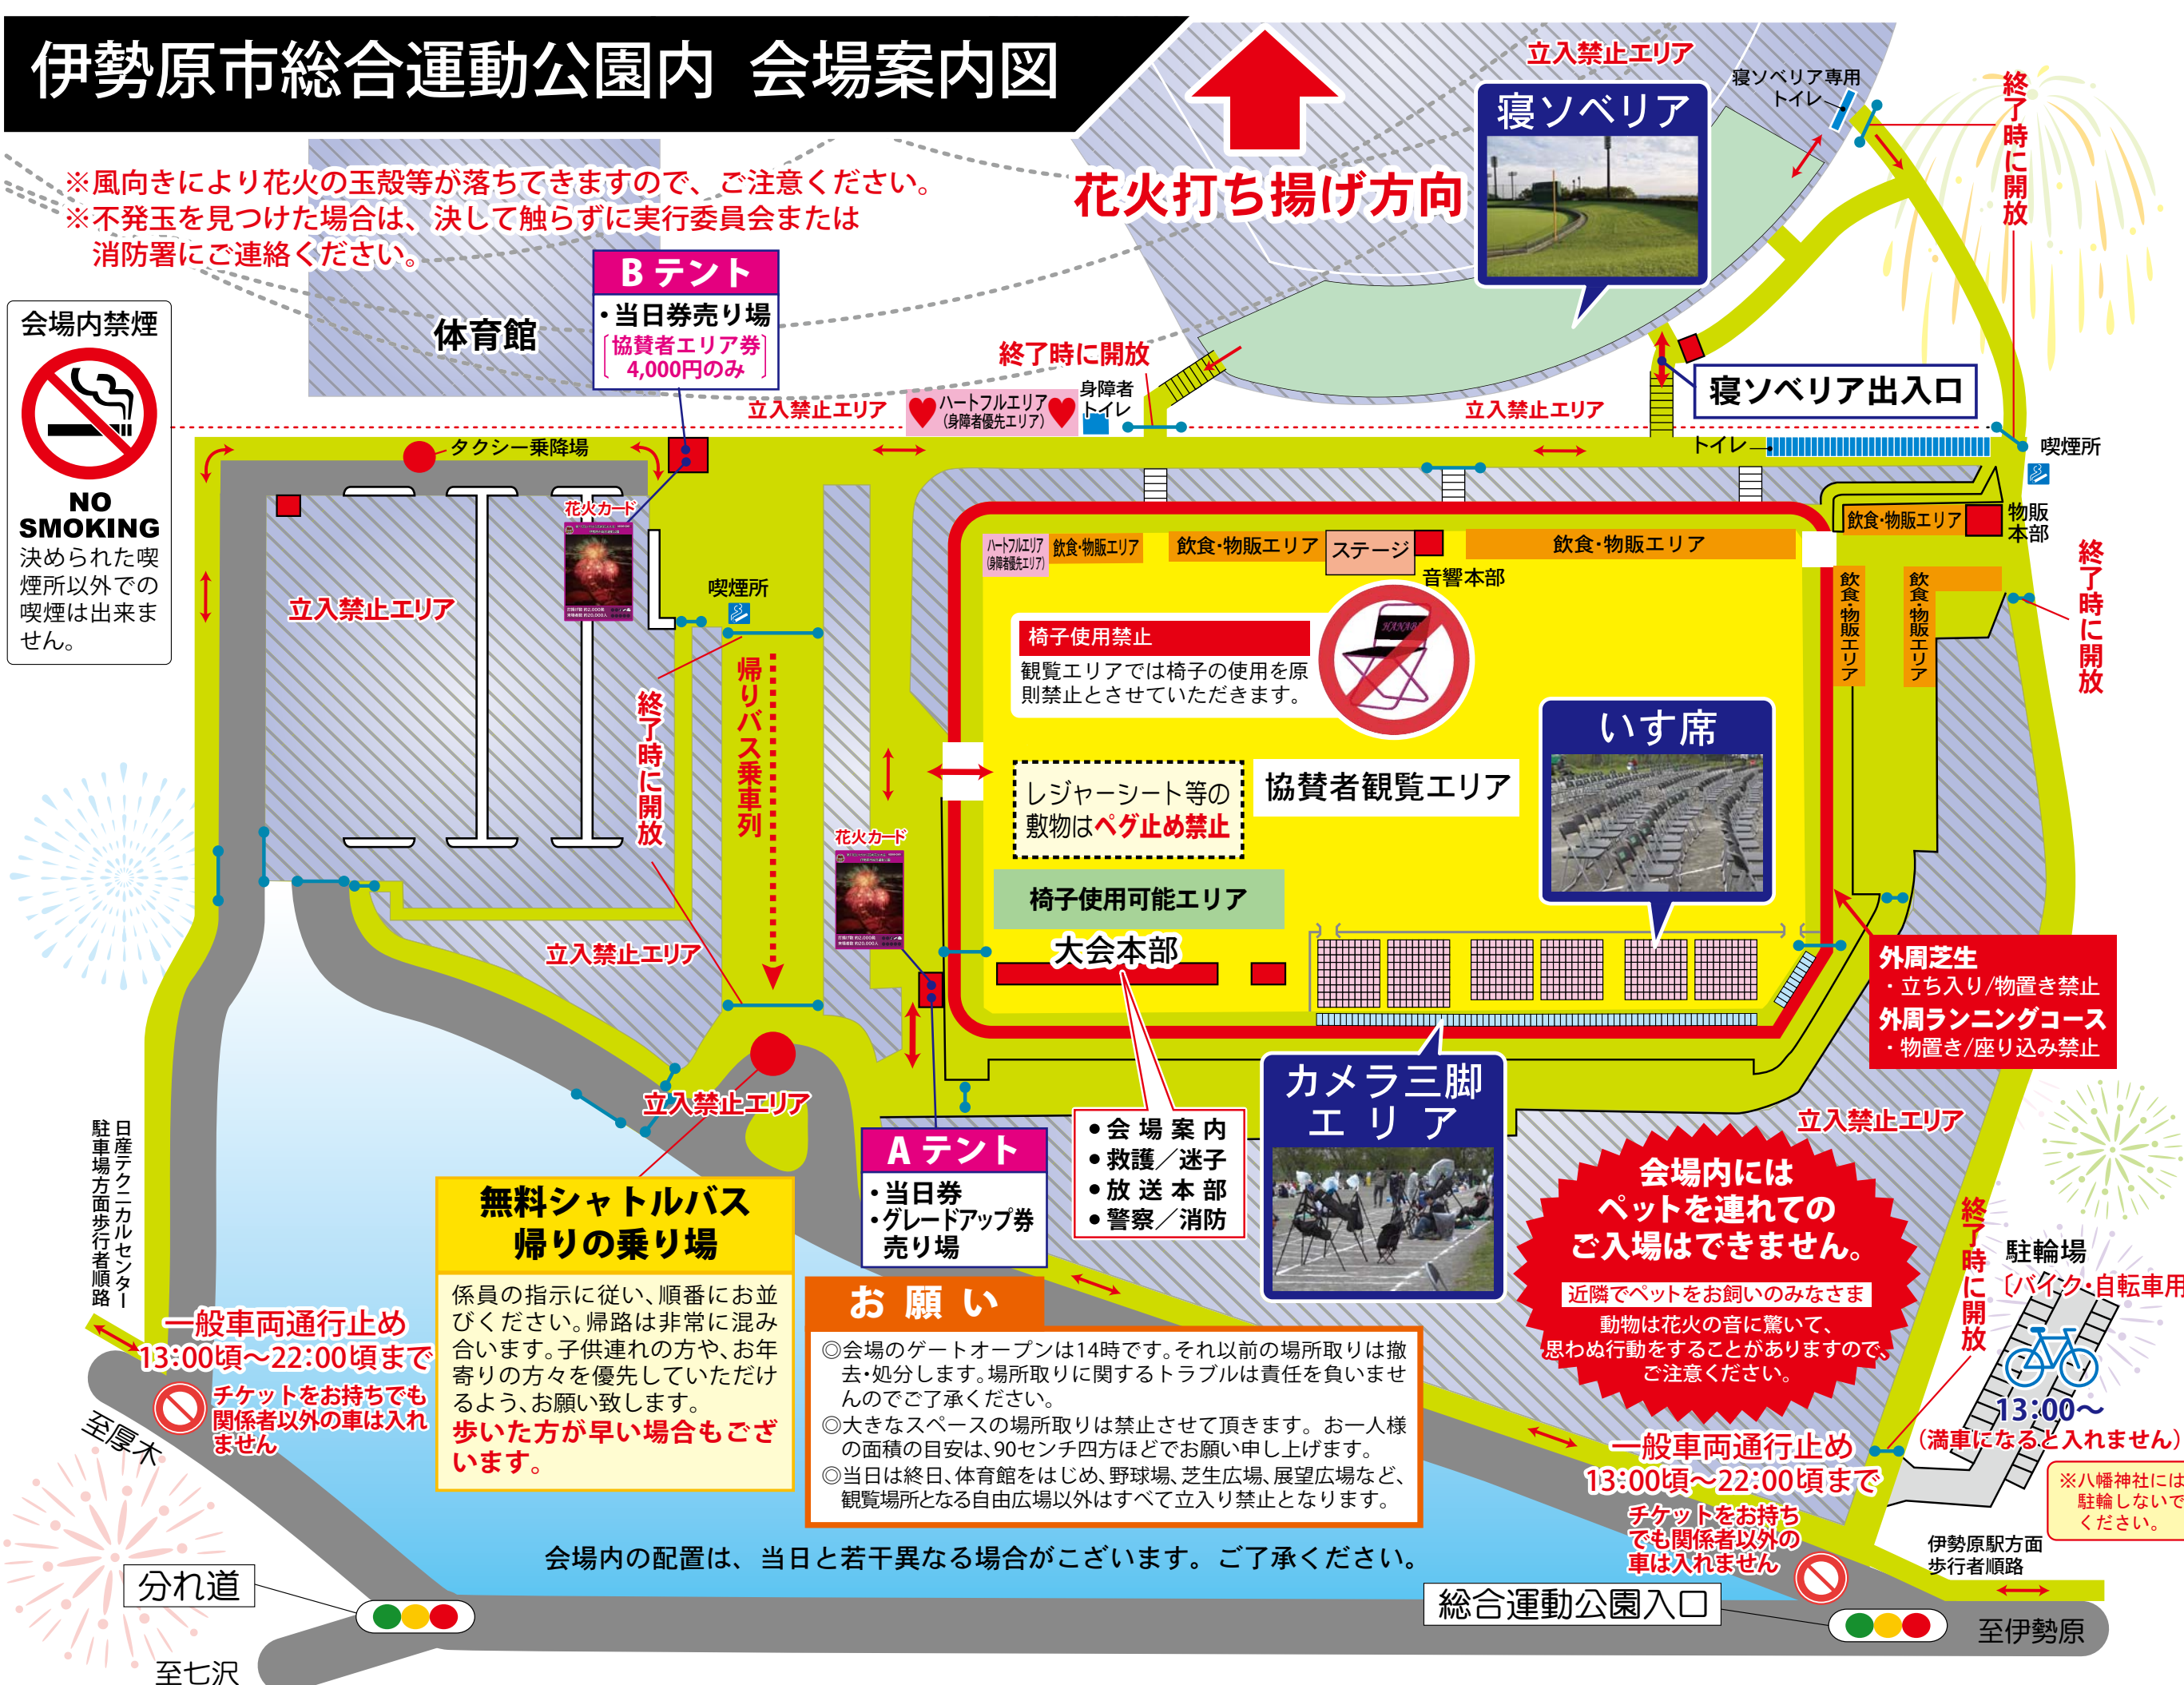 伊勢原市総合運動公園内 会場案内図
※風向きにより花火の玉殻等が落ちてきますので、ご注意ください。
※不発玉を見つけた場合は、決して触らずに実行委員会または
消防署にご連絡ください。
花火打ち揚げ方向
立入禁止エリア
寝ソベリア
寝ソベリア専用
トイレ
終了時に開放
会場内禁煙
NO
SMOKING
決められた喫
煙所以外での
喫煙は出来ま
せん。
体育館
Bテント
・当日券売り場
協賛者エリア券
4,000円のみ
終了時に開放
立入禁止エリア
ハートフルエリア
(身障者優先エリア)
身障者
トイレ
立入禁止エリア
寝ソベリア出入口
トイレ
喫煙所
タクシー乗降場
花火カード
立入禁止エリア
喫煙所
終了時に開放
帰りバス乗車列
ハートフルエリア
(身障者優先エリア)
飲食・物販エリア
飲食・物販エリア
ステージ
音響本部
飲食・物販エリア
飲食・物販エリア
物販
本部
飲食・物販エリア
飲食・物販エリア
終了時に開放
椅子使用禁止
観覧エリアでは椅子の使用を原
則禁止とさせていただきます。
レジャーシート等の
敷物はペグ止め禁止
協賛者観覧エリア
いす席
花火カード
椅子使用可能エリア
大会本部
立入禁止エリア
外周芝生
・立ち入り/物置き禁止
外周ランニングコース
・物置き/座り込み禁止
カメラ三脚
エリア
立入禁止エリア
Aテント
・当日券
・グレードアップ券
売り場
●会場案内
●救護／迷子
●放送本部
●警察／消防
立入禁止エリア
日産テクニカルセンター
駐車場方面歩行者順路
無料シャトルバス
帰りの乗り場
係員の指示に従い、順番にお並
びください。帰路は非常に混み
合います。子供連れの方や、お年
寄りの方々を優先していただけ
るよう、お願い致します。
歩いた方が早い場合もござ
います。
お願い
◎会場のゲートオープンは14時です。それ以前の場所取りは撤
去・処分します。場所取りに関するトラブルは責任を負いませ
んのでご了承ください。
◎大きなスペースの場所取りは禁止させて頂きます。お一人様
の面積の目安は、90センチ四方ほどでお願い申し上げます。
◎当日は終日、体育館をはじめ、野球場、芝生広場、展望広場など、
観覧場所となる自由広場以外はすべて立入り禁止となります。
会場内には
ペットを連れての
ご入場はできません。
近隣でペットをお飼いのみなさま
動物は花火の音に驚いて、
思わぬ行動をすることがありますので、
ご注意ください。
終了時に開放
駐輪場
〔バイク・自転車用
13:00～
(満車になると入れません)
※八幡神社には
駐輪しないで
ください。
一般車両通行止め
13:00頃～22:00頃まで
チケットをお持ちでも
関係者以外の車は入れ
ません
至厚木
一般車両通行止め
13:00頃～22:00頃まで
チケットをお持ち
でも関係者以外の
車は入れません
伊勢原駅方面
歩行者順路
会場内の配置は、当日と若干異なる場合がこざいます。ご了承ください。
分れ道
総合運動公園入口
至伊勢原
至七沢